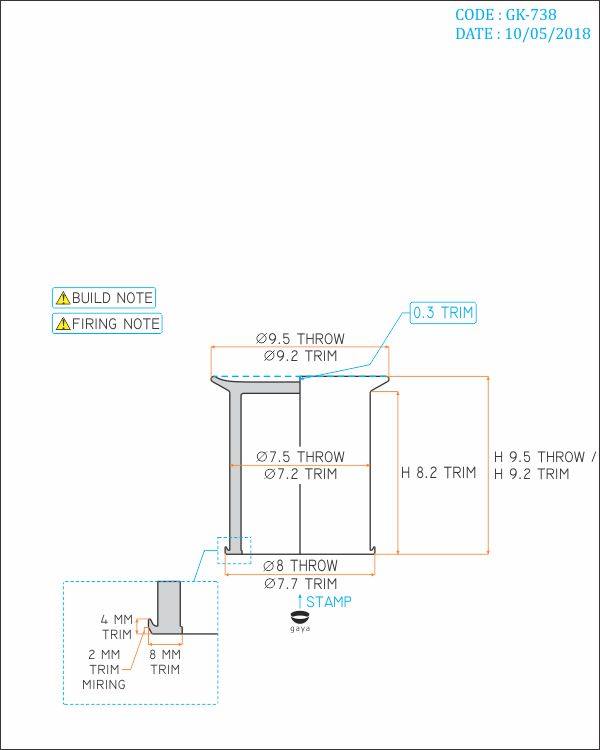 CODE : GK-738
DATE : 10/05/2018
BUILD NOTE
FIRING NOTE
0.3 TRIM
Ø9.5 THROW
Ø9.2 TRIM
Ø7.5 THROW
Ø7.2 TRIM
H 8.2 TRIM
H 9.5 THROW /
H 9.2 TRIM
Ø8 THROW
Ø7.7 TRIM
STAMP
gaya
4 MM
TRIM
2 MM
TRIM
MIRING
8 MM
TRIM